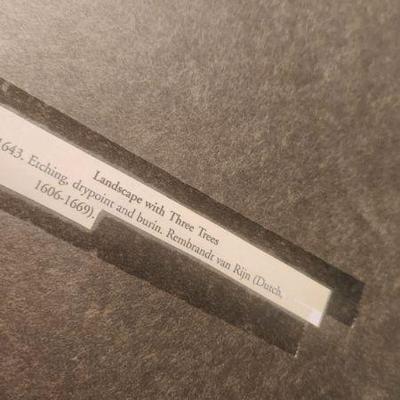 Landscape with Three Trees
1643. Etching, drypoint and burin. Rembrandt van Rijn (Dutch,
1606-1669).